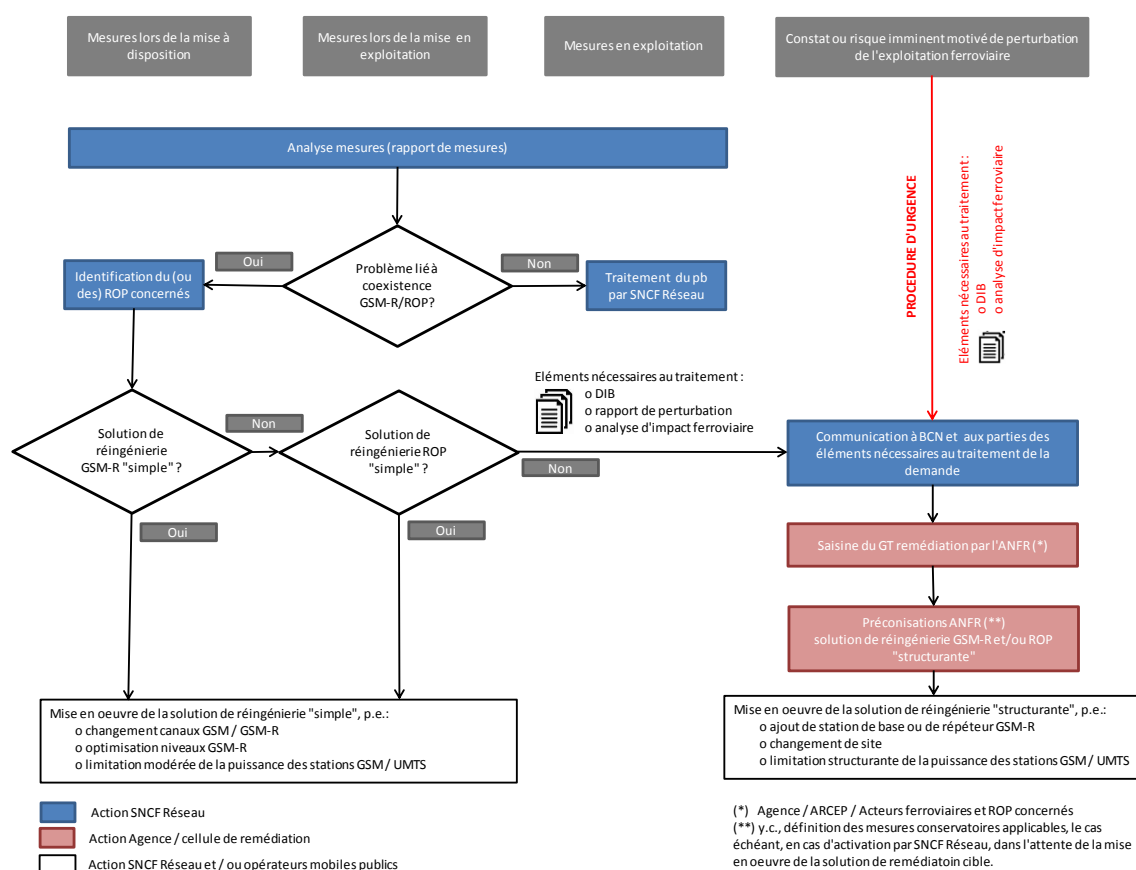 Mesures lors de la mise à
disposition
Mesures lors de la mise en
exploitation
Mesures en exploitation
Constat ou risque imminent motivé de perturbation
de l'exploitation ferroviaire
Analyse mesures (rapport de mesures)
PROCEDURE D'URGENCE
Eléments nécessaires au traitement :
o DIB
o analyse d'impact ferroviaire
Oui
Non
Problème lié à
coexistence
GSM-R/ROP?
Identification du (ou
des) ROP concernés
Traitement du pb
par SNCF Réseau
Eléments nécessaires au traitement :
o DIB
o rapport de perturbation
o analyse d'impact ferroviaire
Solution de
réingénierie
GSM-R "simple" ?
Non
Solution de
réingénierie ROP
"simple" ?
Non
Communication à BCN et aux parties des
éléments nécessaires au traitement de la
demande
Oui
Oui
Saisine du GT remédiation par l'ANFR (*)
Préconisations ANFR (**)
solution de réingénierie GSM-R et/ou ROP
"structurante"
Mise en oeuvre de la solution de réingénierie "simple", p.e.:
o changement canaux GSM / GSM-R
o optimisation niveaux GSM-R
o limitation modérée de la puissance des stations GSM / UMTS
Mise en oeuvre de la solution de réingénierie "structurante", p.e.:
o ajout de station de base ou de répéteur GSM-R
o changement de site
o limitation structurante de la puissance des stations GSM / UMTS
Action SNCF Réseau
Action Agence / cellule de remédiation
Action SNCF Réseau et / ou opérateurs mobiles publics
(*) Agence / ARCEP / Acteurs ferroviaires et ROP concernés
(**) y.c., définition des mesures conservatoires applicables, le cas
échéant, en cas d'activation par SNCF Réseau, dans l'attente de la mise
en oeuvre de la solution de remédiatoin cible.